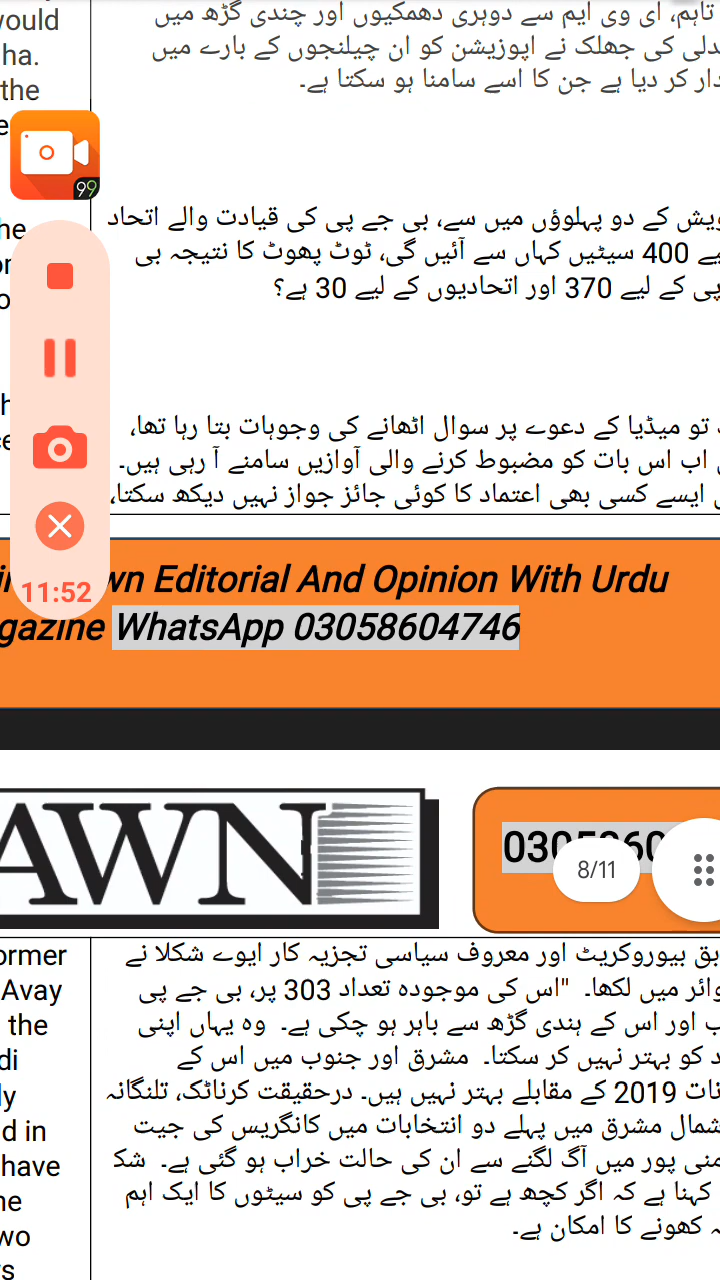 would
تاہم، ای وی ایم سے دوہری دھمکیوں اور چندی گڑھ میں
ha.
کی جھلک نے اپوزیشن کو ان چیلنجوں کے بارے میں
the
کر دیا ہے جن کا اسے سامنا ہو سکتا ہے۔
99
he
کے دو پہلوؤں میں سے، بی جے پی کی قیادت والے اتحاد
400 سیٹیں کہاں سے آئیں گی، ٹوٹ پھوٹ کا نتیجہ بی
پی کے لیے 370 اور اتحادیوں کے لیے 30 ہے؟
تو میڈیا کے دعوے پر سوال اٹھانے کی وجوہات بتا رہا تھا،
اب اس بات کو مضبوط کرنے والی آوازیں سامنے آ رہی ہیں۔
ایسے کسی بھی اعتماد کا کوئی جائز جواز نہیں دیکھ سکتا،
11:52
wn Editorial And Opinion With Urdu
gazine WhatsApp 03058604746
AWN
030
60
8/11
ormer
بیوروکریٹ اور معروف سیاسی تجزیہ کار ایوے شکلا نے
Avay
وائر میں لکھا۔ "اس کی موجودہ تعداد 303 پر، بی جے پی
the
اور اس کے ہندی گڑھ سے باہر ہو چکی ہے۔ وہ یہاں اپنی
di
کو بہتر نہیں کر سکتا۔ مشرق اور جنوب میں اس کے
ly
2019 کے مقابلے بہتر نہیں ہیں۔ درحقیقت کرناٹک، تلنگانہ
d in
شمال مشرق میں پہلے دو انتخابات میں کانگریس کی جیت
have
منی پور میں آگ لگنے سے ان کی حالت خراب ہو گئی ہے۔ شک
ne
کہنا ہے کہ اگر کچھ ہے تو، بی جے پی کو سیٹوں کا ایک اہم
wo
کھونے کا امکان ہے۔
rs